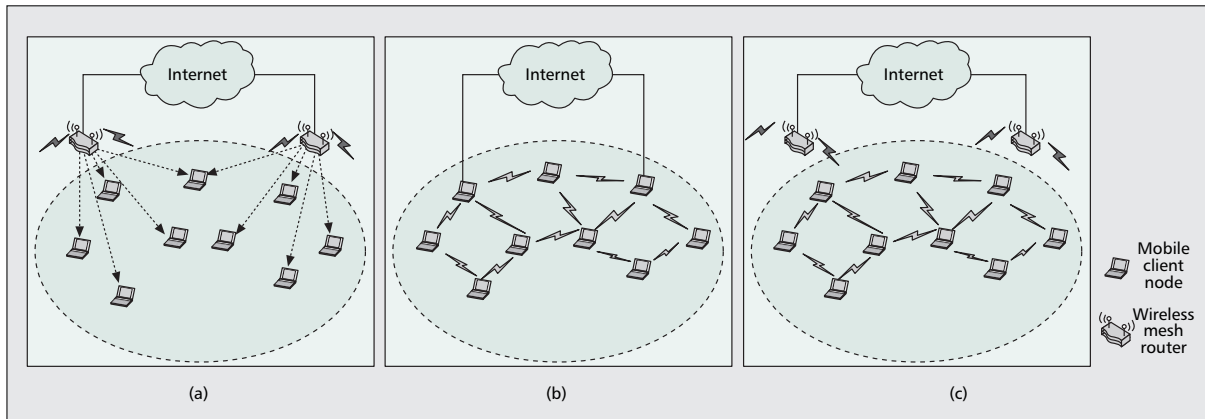 Internet
Internet
Internet
Mobile
client
node
Wireless
mesh
router
(a)
(b)
(c)